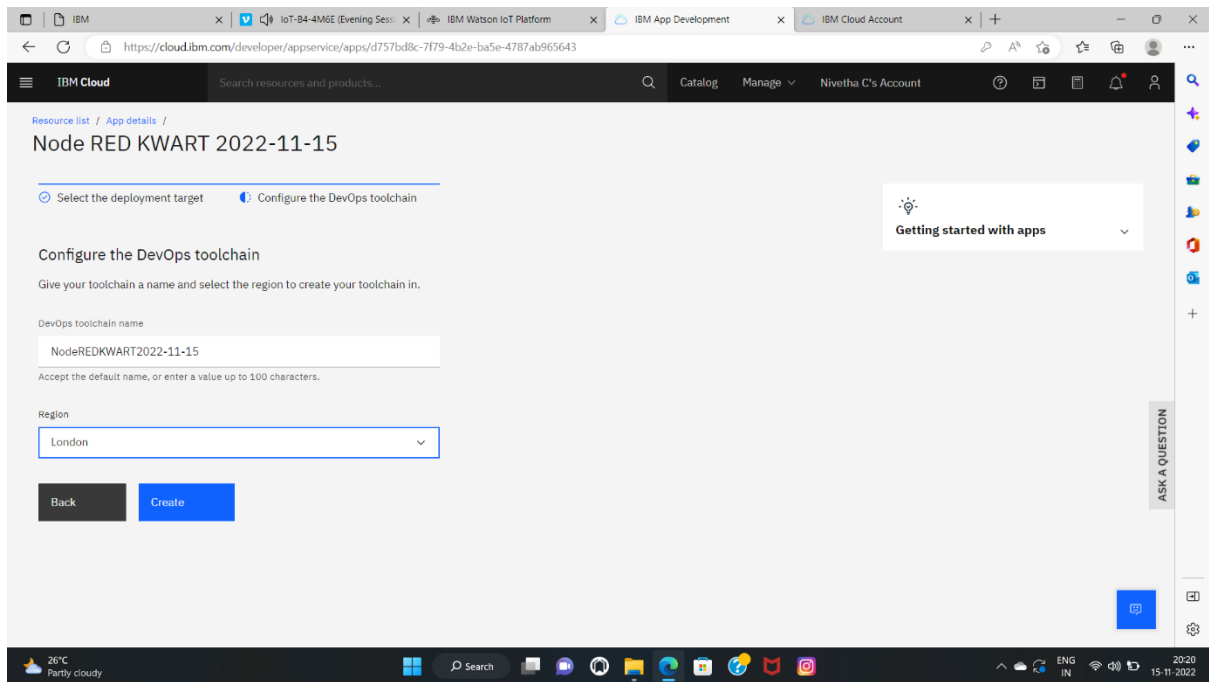 IBM
IoT-B4-4M6E (Evening Sessi
IBM Watson IoT Platform
IBM App Development
IBM Cloud Account
https://cloud.ibm.com/developer/appservice/apps/d757bd8c-7f79-4b2e-ba5e-4787ab965643
IBM Cloud
Search resources and products...
Catalog
Manage
Nivetha C's Account
Resource list / App details /
Node RED KWART 2022-11-15
Select the deployment target
Configure the DevOps toolchain
Getting started with apps
Configure the DevOps toolchain
Give your toolchain a name and select the region to create your toolchain in.
DevOps toolchain name
NodeREDKWART2022-11-15
Accept the default name, or enter a value up to 100 characters.
Region
London
Back
Create
ASK A QUESTION
26°C
Partly cloudy
Search
ENG
IN
20:20
15-11-2022